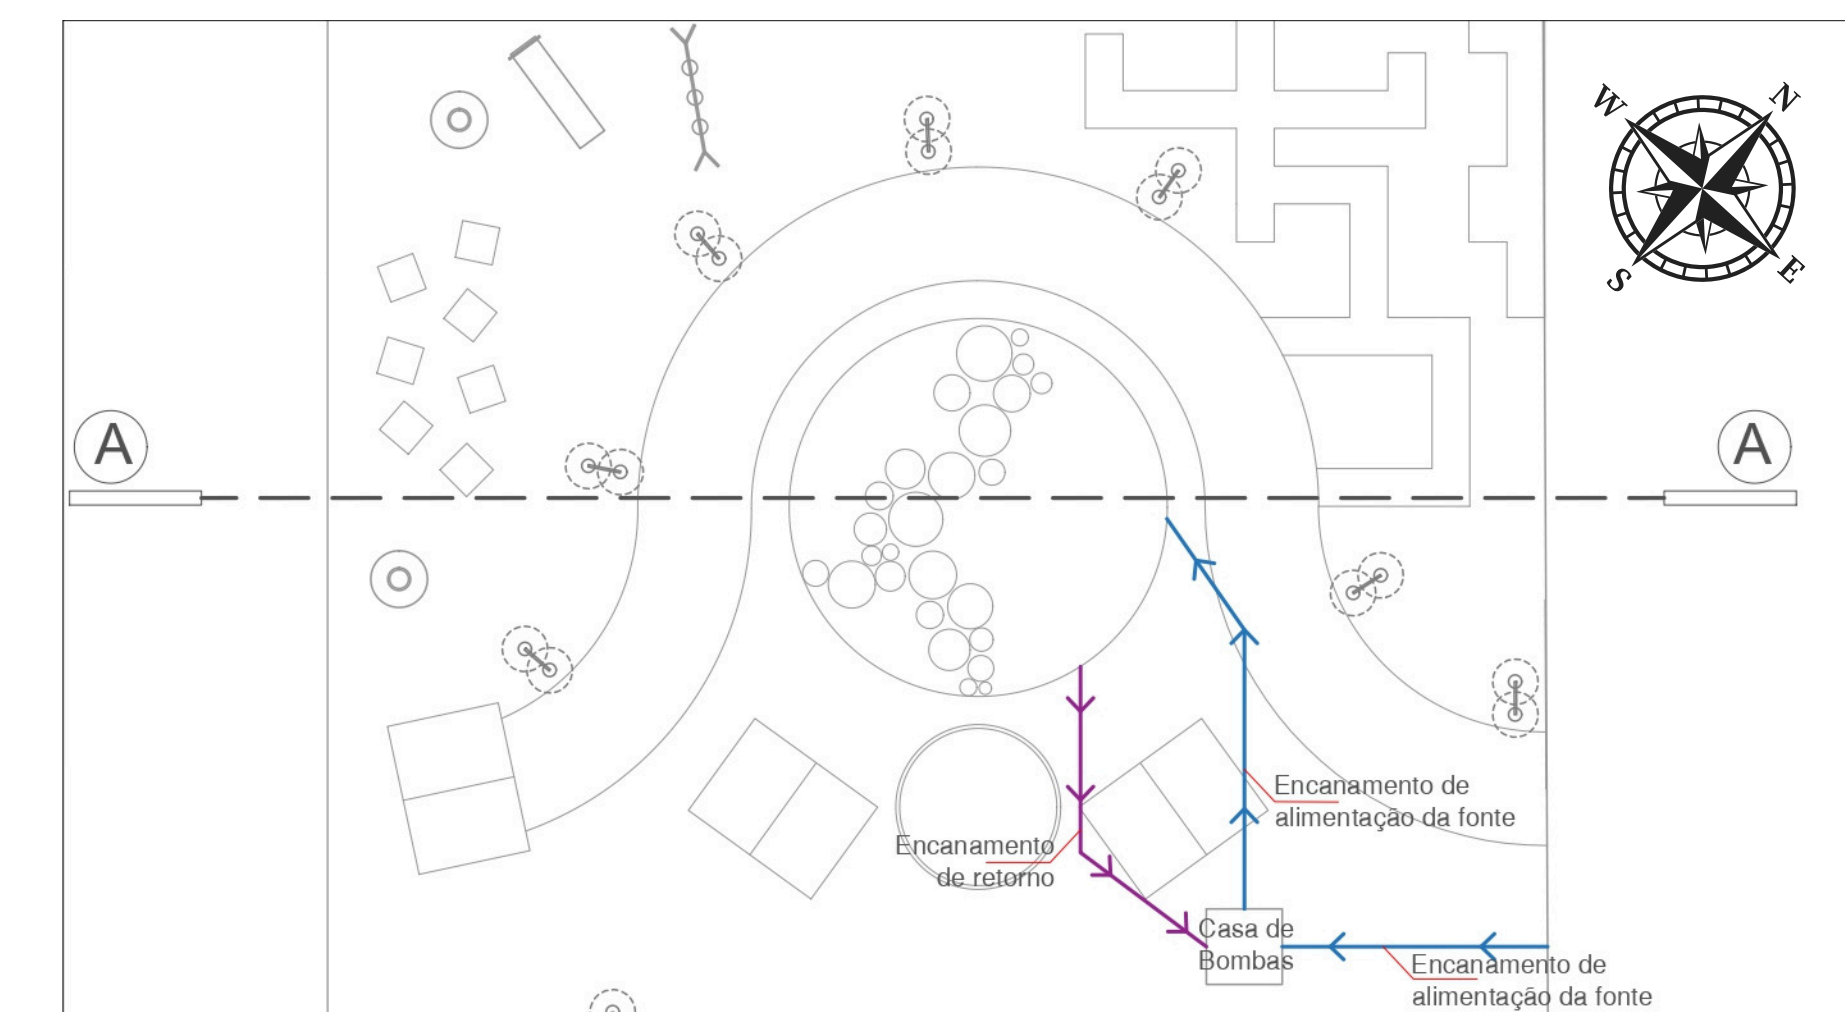 W
N
S
E
A
A
Encanamento de
alimentação da fonte
Encanamento
de retorno
Casa de
Bombas
Encanamento de
alimentação da fonte